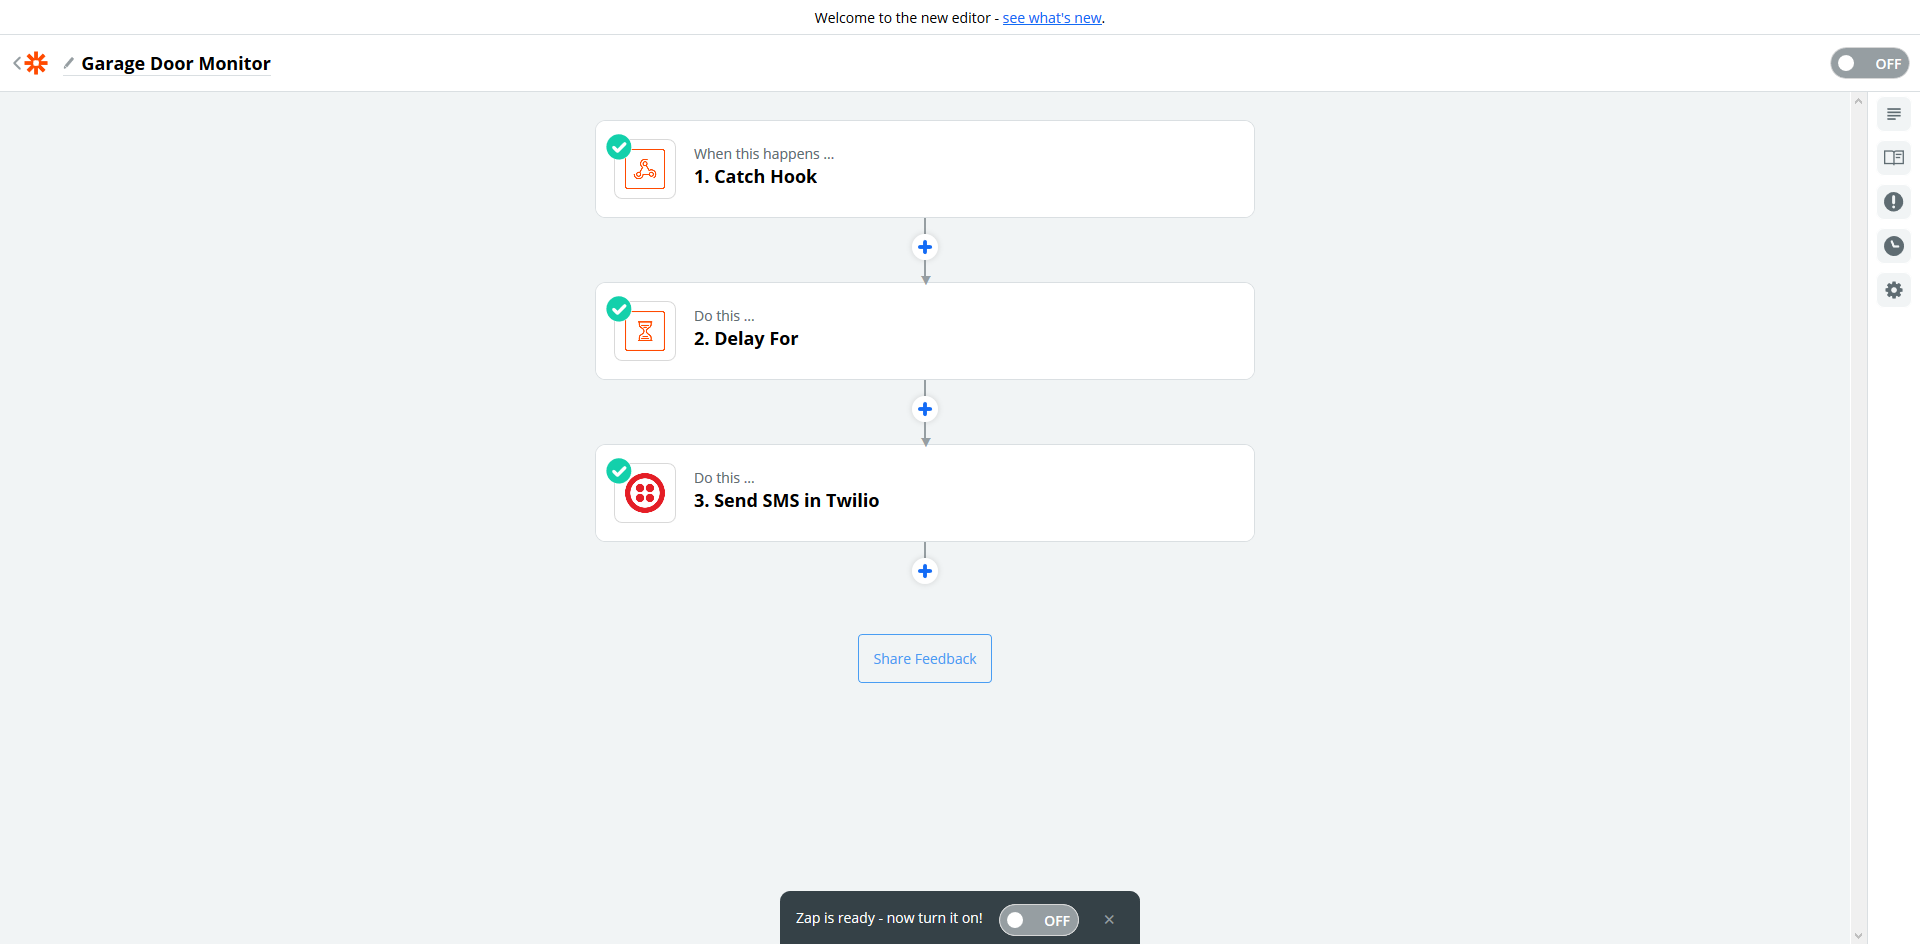 Welcome to the new editor - see what's new.
Garage Door Monitor
OFF
When this happens ...
1. Catch Hook
Do this ...
2. Delay For
Do this ...
3. Send SMS in Twilio
Share Feedback
Zap is ready - now turn it on!
OFF